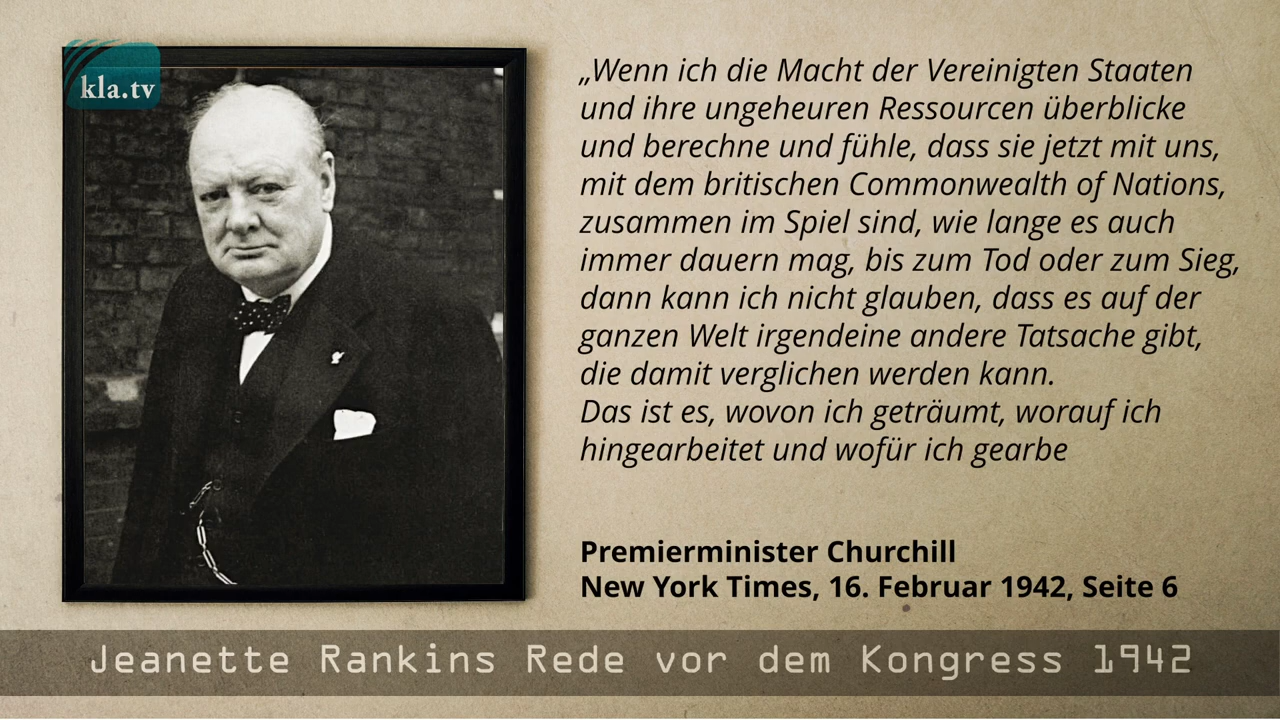 kla.tv
„Wenn ich die Macht der Vereinigten Staaten
und ihre ungeheuren Ressourcen überblicke
und berechne und fühle, dass sie jetzt mit uns,
mit dem britischen Commonwealth of Nations,
zusammen im Spiel sind, wie lange es auch
immer dauern mag, bis zum Tod oder zum Sieg,
dann kann ich nicht glauben, dass es auf der
ganzen Welt irgendeine andere Tatsache gibt,
die damit verglichen werden kann.
Das ist es, wovon ich geträumt, worauf ich
hingearbeitet und wofür ich gearbe
Premierminister Churchill
New York Times, 16. Februar 1942, Seite 6
Jeanette Rankins Rede vor dem Kongress 1942